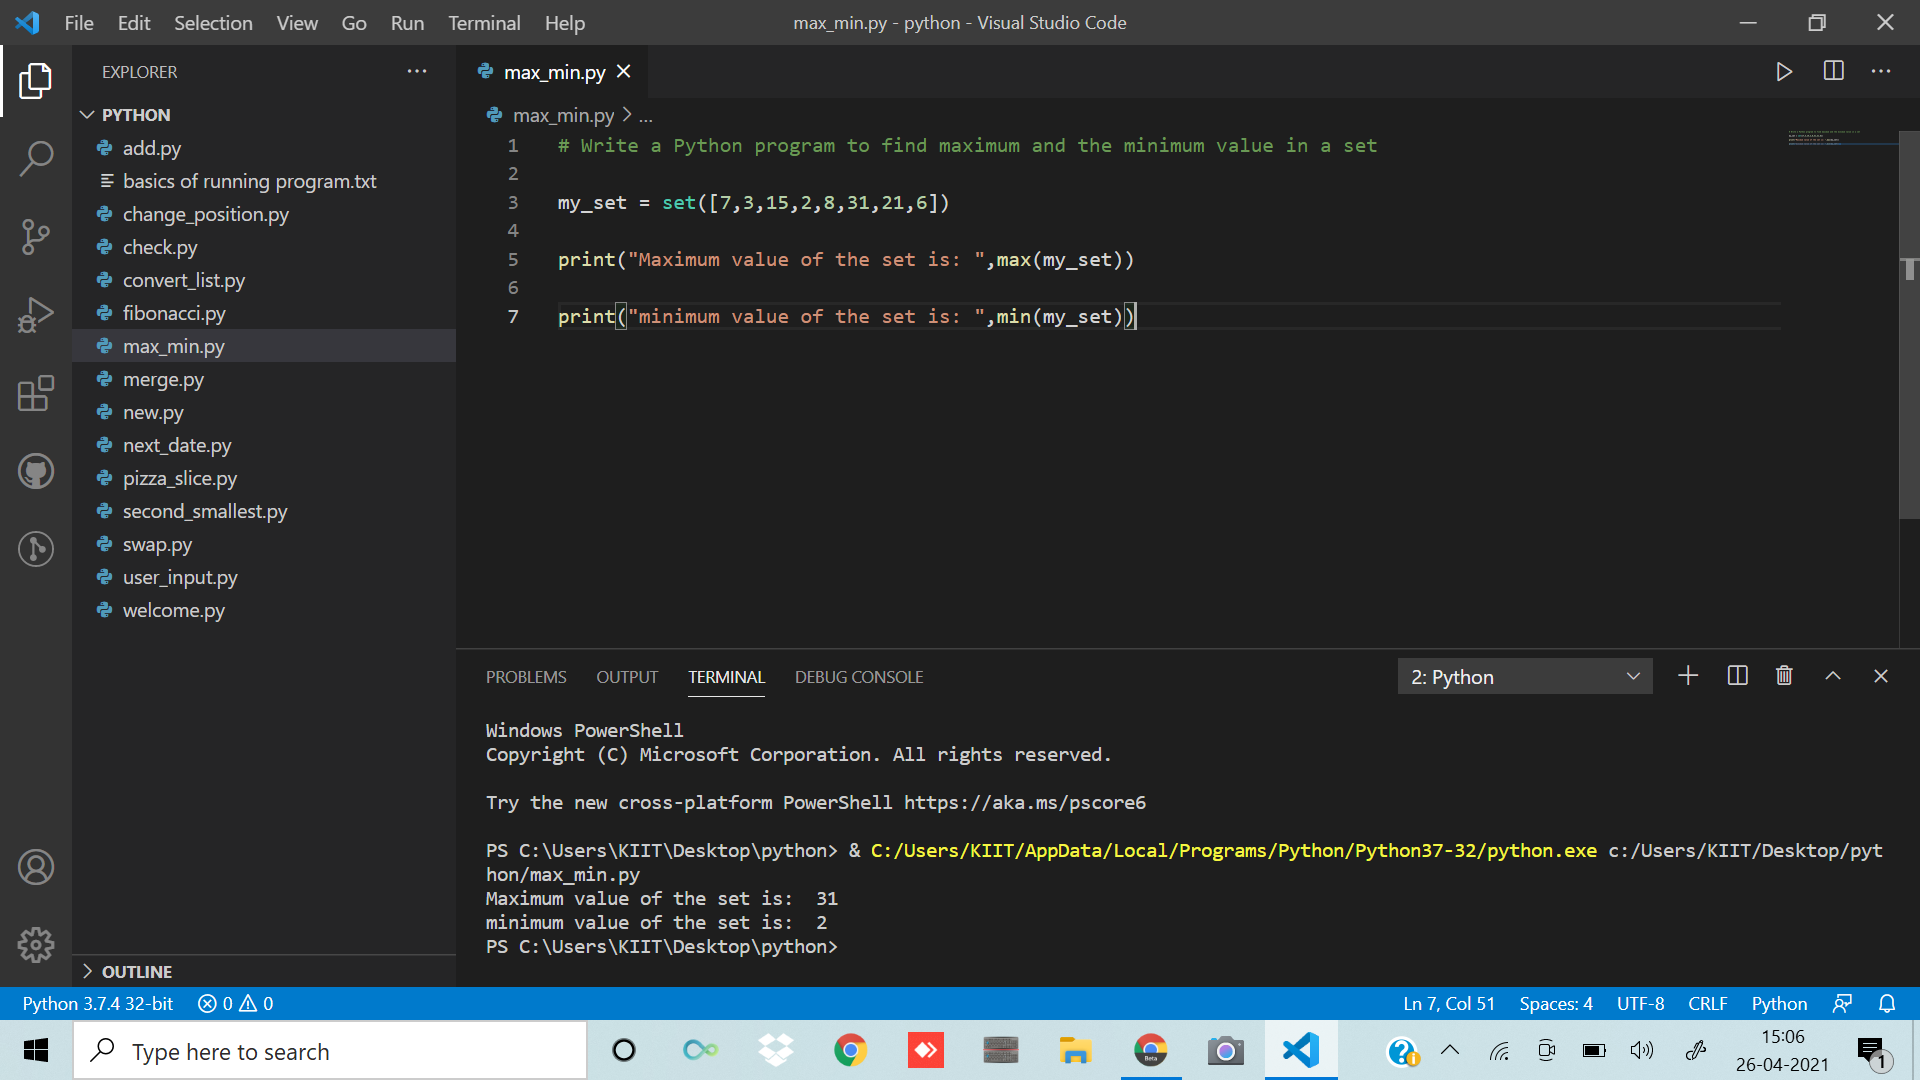 File Edit Selection View Go Run Terminal Help
max_min.py - python - Visual Studio Code
EXPLORER
PYTHON
add.py
basics of running program.txt
change_position.py
check.py
convert_list.py
fibonacci.py
max_min.py
merge.py
new.py
next_date.py
pizza_slice.py
second_smallest.py
swap.py
user_input.py
welcome.py
OUTLINE
max_min.py
max_min.py > ...
1 # Write a Python program to find maximum and the minimum value in a set
2
3 my_set = set([7,3,15,2,8,31,21,6])
4
5 print("Maximum value of the set is: ",max(my_set))
6
7 print("minimum value of the set is: ",min(my_set))
PROBLEMS OUTPUT TERMINAL DEBUG CONSOLE
2: Python
Windows PowerShell
Copyright (C) Microsoft Corporation. All rights reserved.
Try the new cross-platform PowerShell https://aka.ms/pscore6
PS C:\Users\KIIT\Desktop\python> & C:/Users/KIIT/AppData/Local/Programs/Python/Python37-32/python.exe c:/Users/KIIT/Desktop/pyt
hon/max_min.py
Maximum value of the set is:  31
minimum value of the set is:  2
PS C:\Users\KIIT\Desktop\python>
Python 3.7.4 32-bit 0 0
Ln 7, Col 51 Spaces: 4 UTF-8 CRLF Python
Type here to search
Beta
15:06
26-04-2021
1